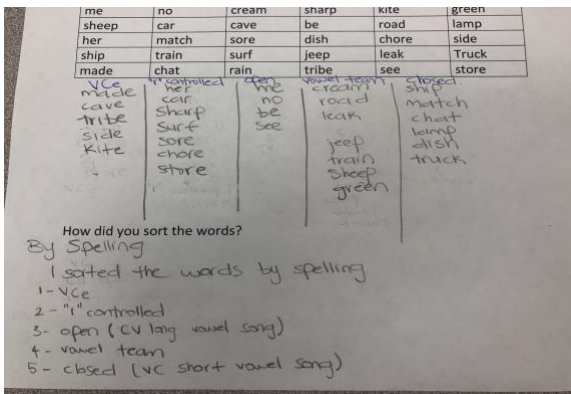 me no cream sharp kite green
sheep car cave be road lamp
her match sore dish chore side
ship train surf jeep leak Truck
made chat rain tribe see store
VCe "r" controlled open vowel team closed
made her me cream ship
cave car no road match
tribe sharp be leak chat
side surf see lamp
kite sore jeep dish
chore train truck
store sheep
green
How did you sort the words?
By Spelling
I sorted the words by spelling
1- VCe
2- "r" controlled
3- open (CV long vowel song)
4- vowel team
5- closed (VC short vowel song)